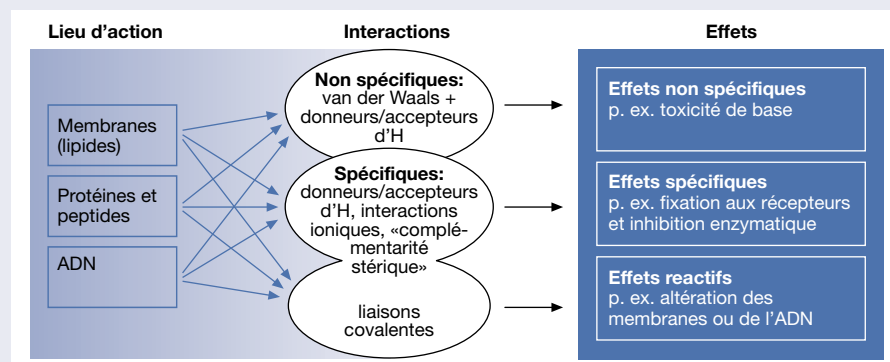 Lieu d'action
Interactions
Effets
Membranes
(lipides)
Protéines et
peptides
ADN
Non spécifiques:
van der Waals +
donneurs/accepteurs
d'H
Spécifiques:
donneurs/accepteurs
d'H, interactions
ioniques, «complé-
mentarité
stérique»
liaisons
covalentes
Effets non spécifiques
p. ex. toxicité de base
Effets spécifiques
p. ex. fixation aux récepteurs
et inhibition enzymatique
Effets reactifs
p. ex. altération des
membranes ou de l'ADN